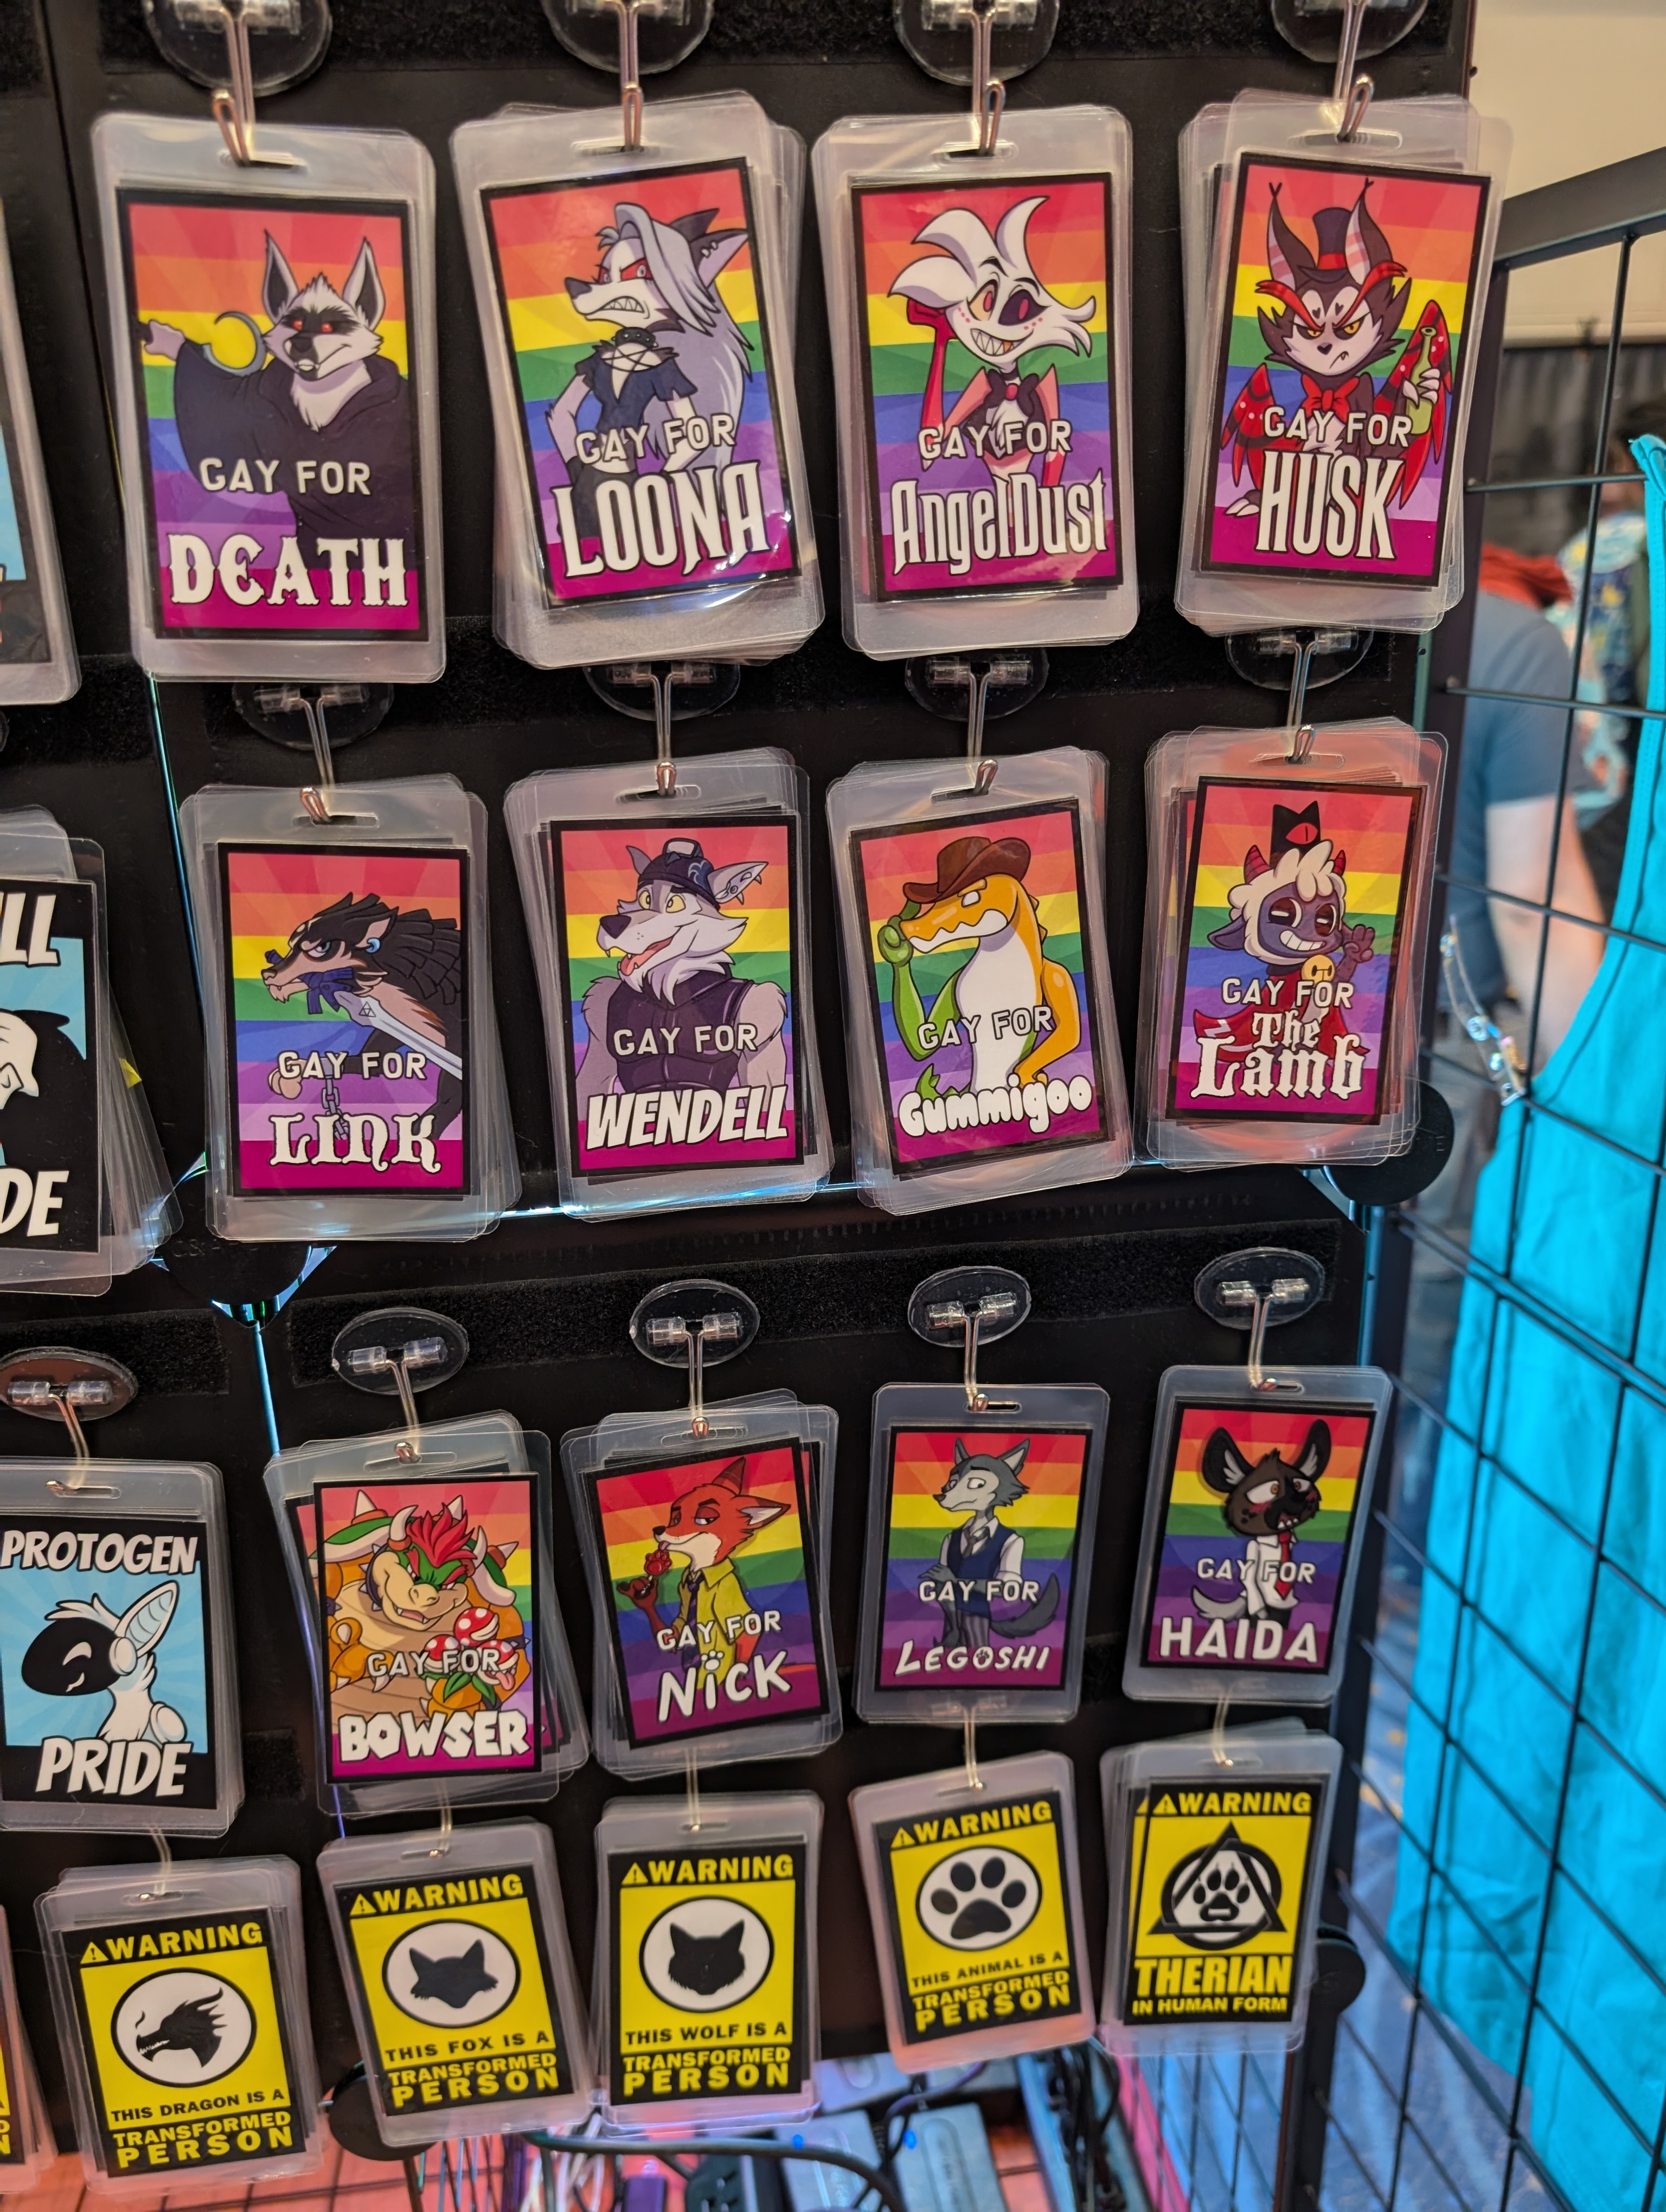 GAY FOR
DEATH
GAY FOR
LOONA
GAY FOR
AngelDust
GAY FOR
HUSK
GAY FOR
LINK
GAY FOR
WENDELL
GAY FOR
Gummigoo
GAY FOR
The
Lamb
PROTOGEN
PRIDE
GAY FOR
BOWSER
GAY FOR
NiCK
GAY FOR
LEGOSHI
GAY FOR
HAIDA
WARNING
THIS DRAGON IS A
TRANSFORMED
PERSON
WARNING
THIS FOX IS A
TRANSFORMED
PERSON
WARNING
THIS WOLF IS A
TRANSFORMED
PERSON
WARNING
THIS ANIMAL IS A
TRANSFORMED
PERSON
WARNING
THERIAN
IN HUMAN FORM